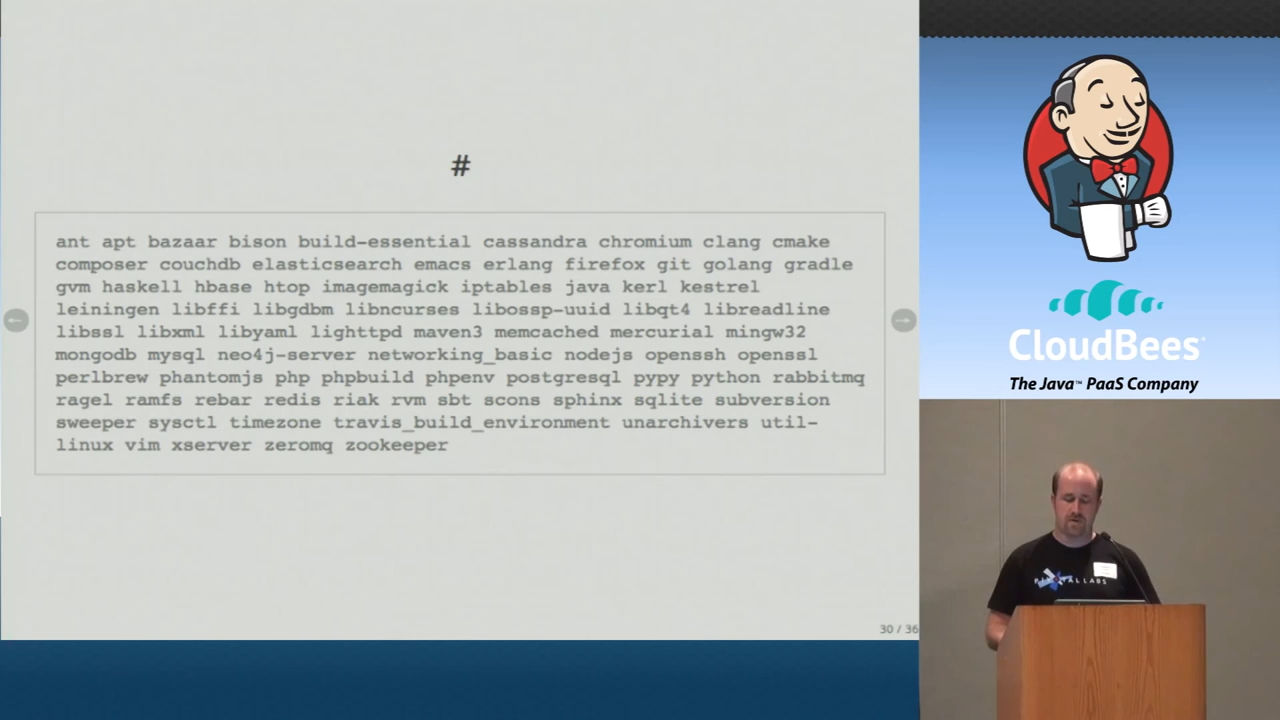 #
ant apt bazaar bison build-essential cassandra chromium clang cmake
composer couchdb elasticsearch emacs erlang firefox git golang gradle
gvm haskell hbase htop imagemagick iptables java kerl kestrel
leiningen libffi libgdbm libncurses libossp-uuid libqt4 libreadline
libssl libxml libyaml lighttpd maven3 memcached mercurial mingw32
mongodb mysql neo4j-server networking_basic nodejs openssh openssl
perlbrew phantomjs php phpbuild phpenv postgresql pypy python rabbitmq
ragel ramfs rebar redis riak rvm sbt scons sphinx sqlite subversion
sweeper sysctl timezone travis_build_environment unarchivers util-
linux vim xserver zeromq zookeeper
30 / 36
CloudBees
The Java™ PaaS Company
LABS